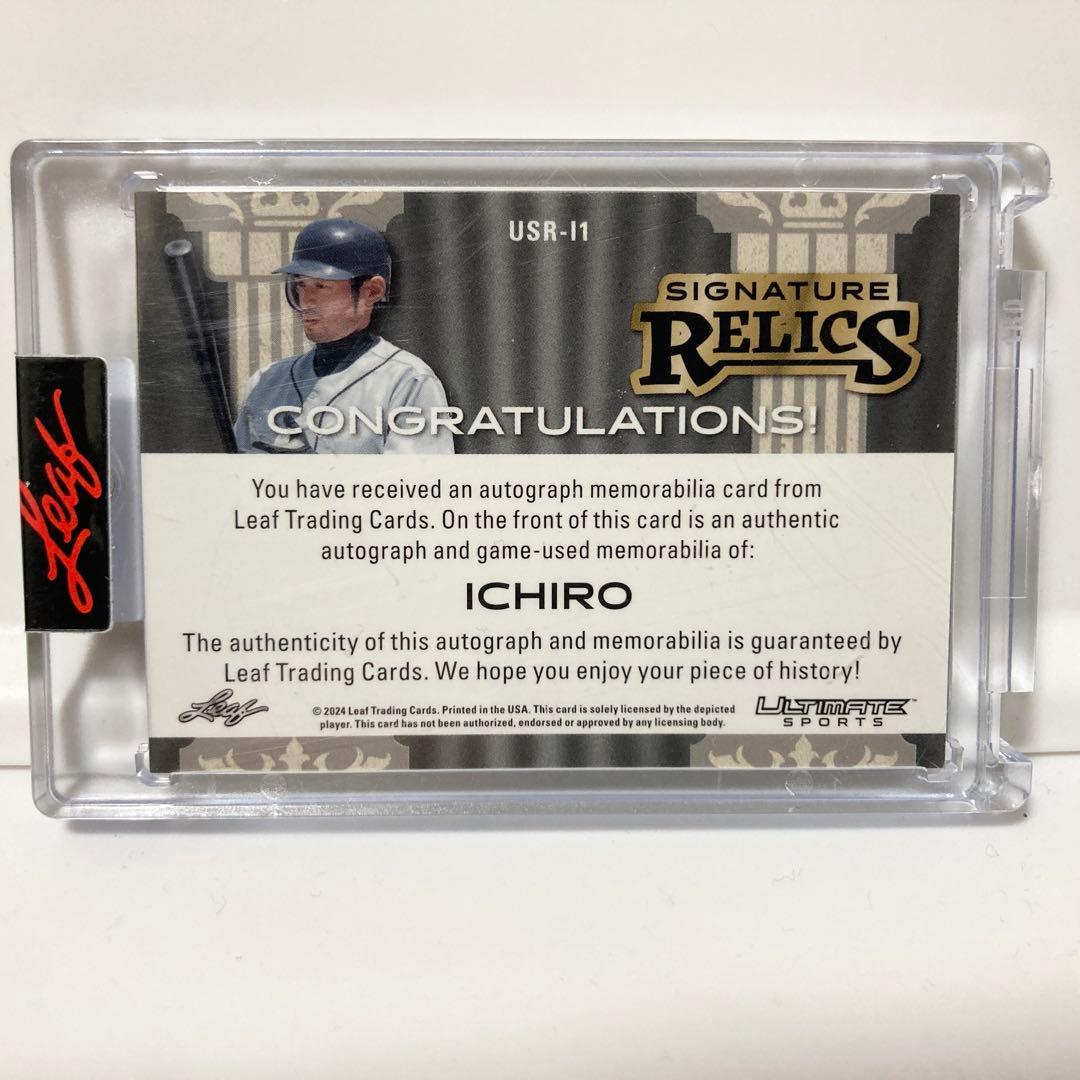 USR-I1
SIGNATURE
RELICS
CONGRATULATIONS!
You have received an autograph memorabilia card from
Leaf Trading Cards. On the front of this card is an authentic
autograph and game-used memorabilia of:
ICHIRO
The authenticity of this autograph and memorabilia is guaranteed by
Leaf Trading Cards. We hope you enjoy your piece of history!
Leaf
© 2024 Leaf Trading Cards. Printed in the USA. This card is solely licensed by the depicted
player. This card has not been authorized, endorsed or approved by any licensing body.
ULTIMATE
SPORTS
Leaf